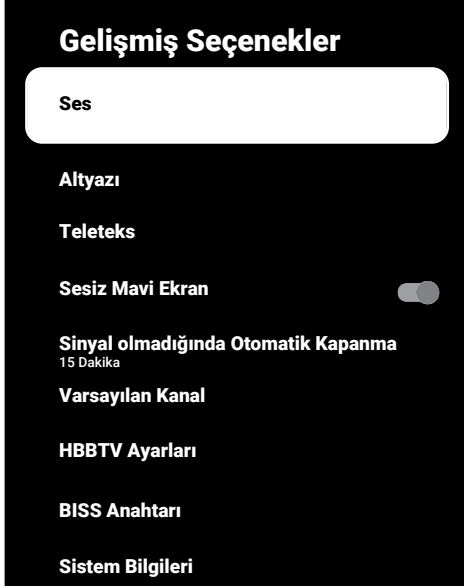 Gelişmiş Seçenekler
Ses
Altyazı
Teleteks
Sesiz Mavi Ekran
Sinyal olmadığında Otomatik Kapanma
15 Dakika
Varsayılan Kanal
HBBTV Ayarları
BISS Anahtarı
Sistem Bilgileri